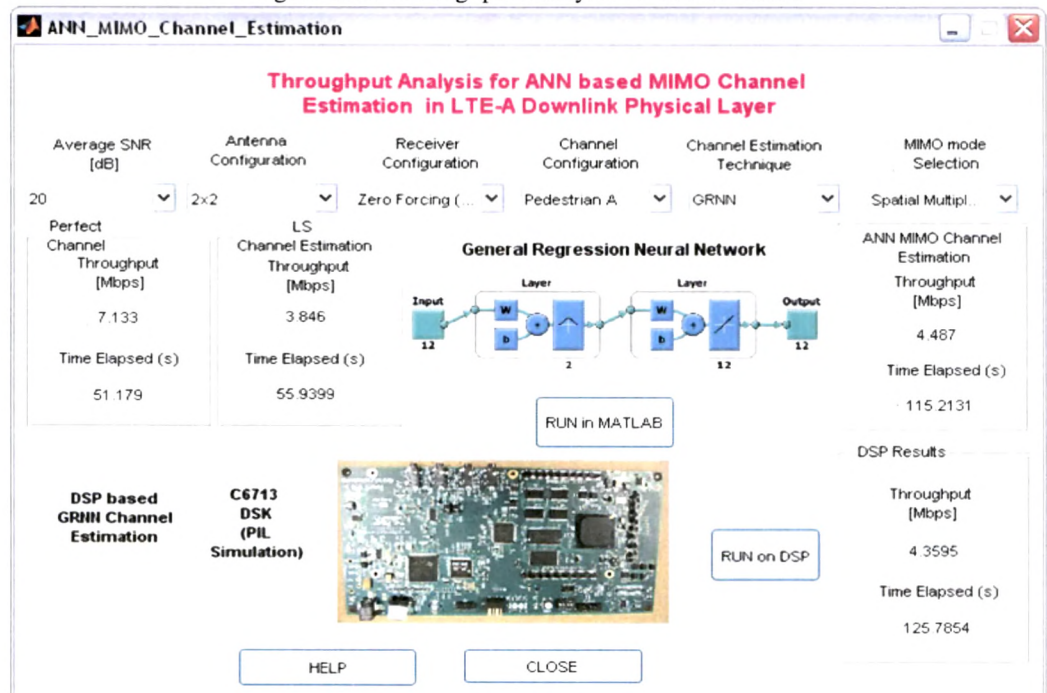 ANN_MIMO_Channel_Estimation
Throughput Analysis for ANN based MIMO Channel
Estimation in LTE-A Downlink Physical Layer
Average SNR
[dB]
Antenna
Configuration
Receiver
Configuration
Channel
Configuration
Channel Estimation
Technique
MIMO mode
Selection
20
2×2
Zero Forcing (...
Pedestrian A
GRNN
Spatial Multipl...
Perfect
Channel
Throughput
[Mbps]
7.133
Time Elapsed (s)
51.179
LS
Channel Estimation
Throughput
[Mbps]
3.846
Time Elapsed (s)
55.9399
General Regression Neural Network
Input
12
Layer
W
b
+
2
Layer
W
b
+
12
Output
12
RUN in MATLAB
ANN MIMO Channel
Estimation
Throughput
[Mbps]
4.487
Time Elapsed (s)
115.2131
DSP based
GRNN Channel
Estimation
C6713
DSK
(PIL
Simulation)
RUN on DSP
DSP Results
Throughput
[Mbps]
4.3595
Time Elapsed (s)
125.7854
HELP
CLOSE